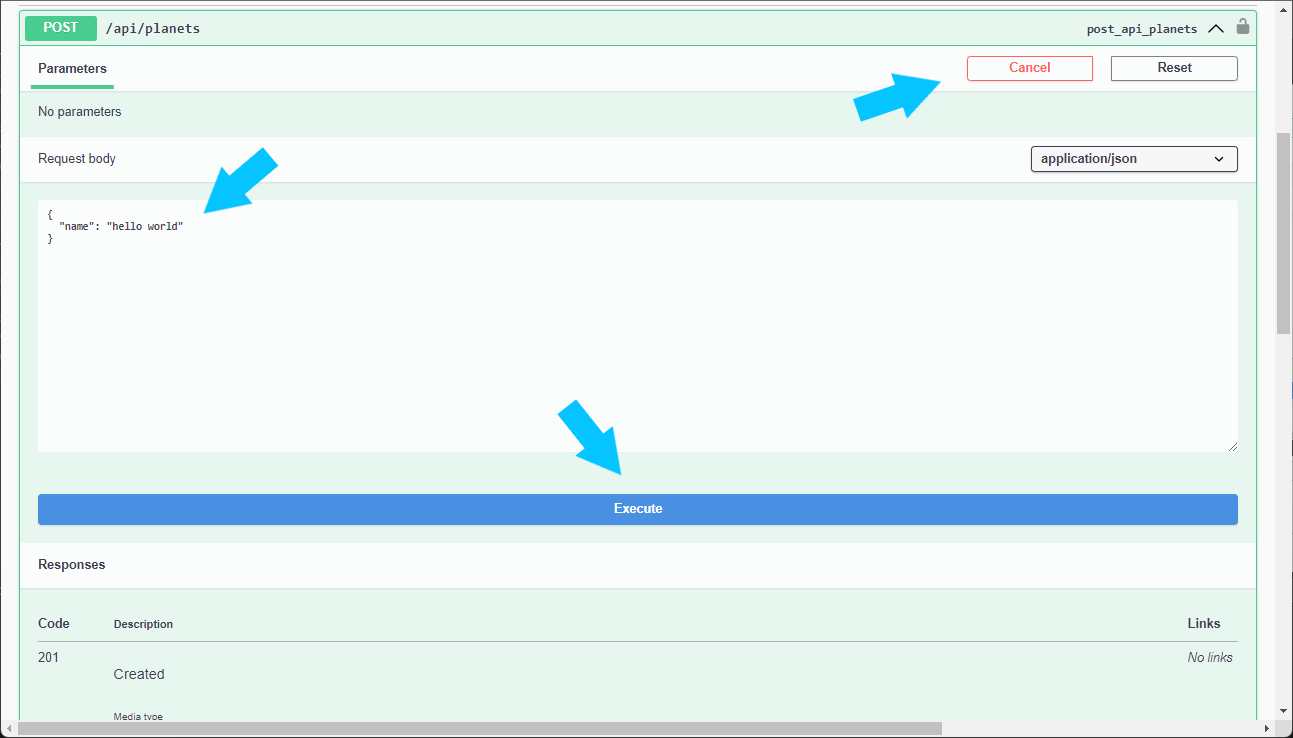 POST /api/planets post_api_planets
Parameters Cancel Reset
No parameters
Request body application/json
{
  "name": "hello world"
}
Execute
Responses
Code Description Links
201 No links
Created
Media type